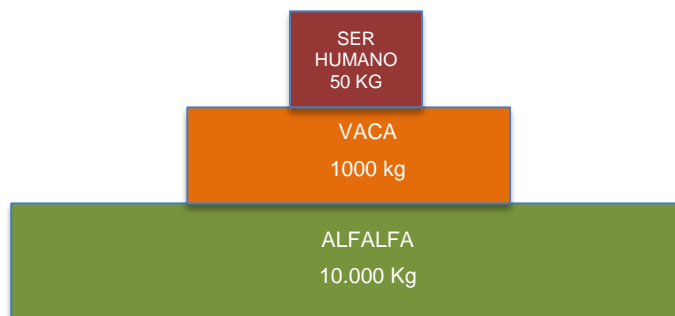 SER
HUMANO
50 KG
VACA
1000 kg
ALFALFA
10.000 Kg